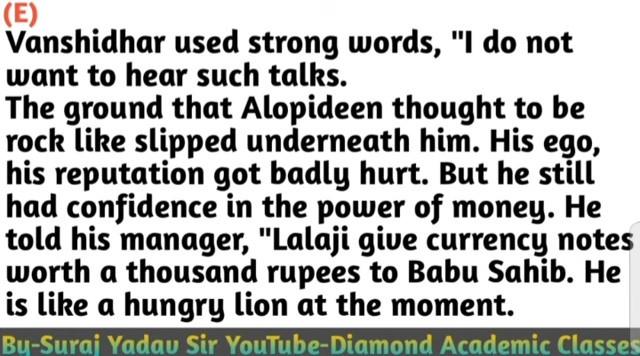 (E)
Vanshidhar used strong words, "I do not
want to hear such talks.
The ground that Alopideen thought to be
rock like slipped underneath him. His ego,
his reputation got badly hurt. But he still
had confidence in the power of money. He
told his manager, "Lalaji give currency notes
worth a thousand rupees to Babu Sahib. He
is like a hungry lion at the moment.
By-Suraj Yadav Sir YouTube-Diamond Academic Classes